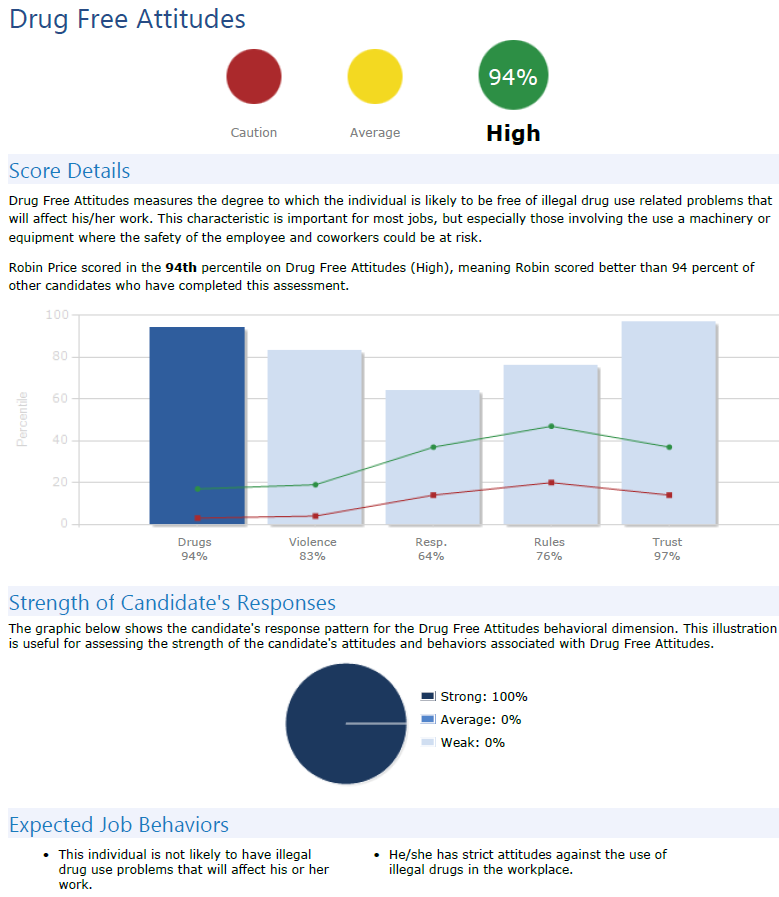 Drug Free Attitudes
94%
Caution
Average
High
Score Details
Drug Free Attitudes measures the degree to which the individual is likely to be free of illegal drug use related problems that
will affect his/her work. This characteristic is important for most jobs, but especially those involving the use a machinery or
equipment where the safety of the employee and coworkers could be at risk.
Robin Price scored in the 94th percentile on Drug Free Attitudes (High), meaning Robin scored better than 94 percent of
other candidates who have completed this assessment.
Percentile
100
80
60
40
20
0
Drugs
94%
Violence
83%
Resp.
64%
Rules
76%
Trust
97%
Strength of Candidate's Responses
The graphic below shows the candidate's response pattern for the Drug Free Attitudes behavioral dimension. This illustration
is useful for assessing the strength of the candidate's attitudes and behaviors associated with Drug Free Attitudes.
Strong: 100%
Average: 0%
Weak: 0%
Expected Job Behaviors
• This individual is not likely to have illegal
drug use problems that will affect his or her
work.
• He/she has strict attitudes against the use of
illegal drugs in the workplace.